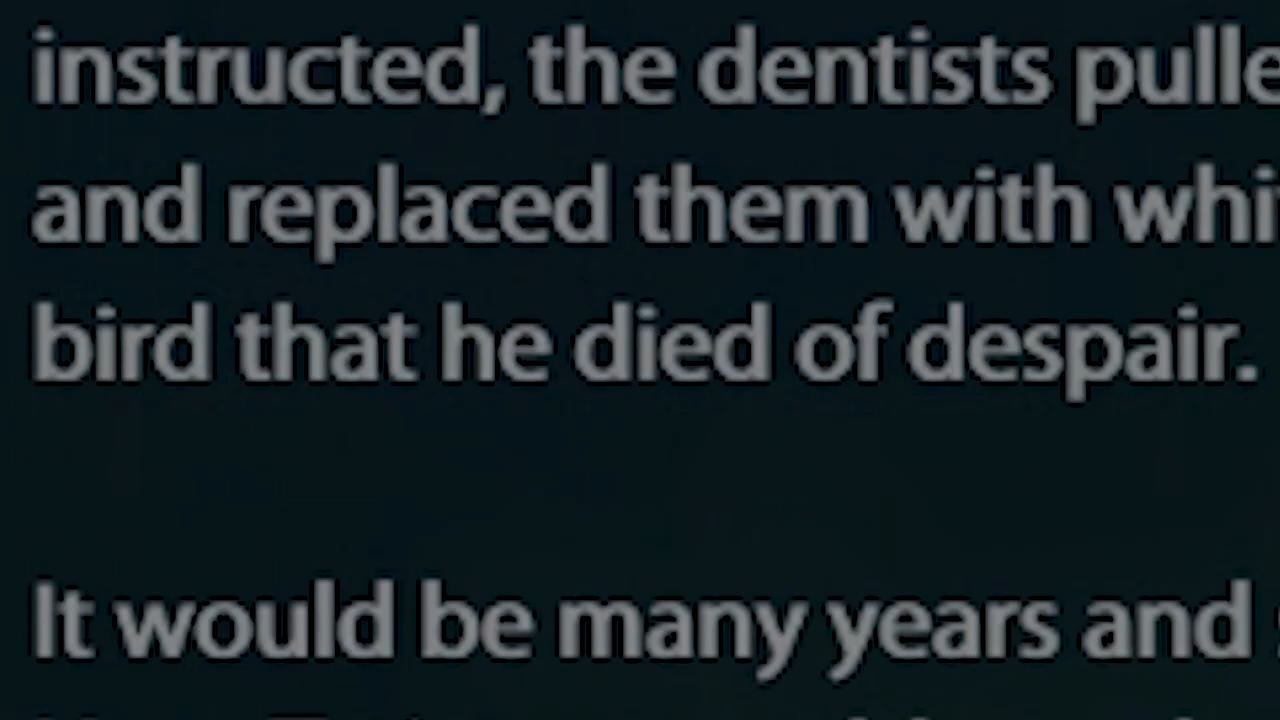 instructed, the dentists pulle
and replaced them with whi
bird that he died of despair.
It would be many years and